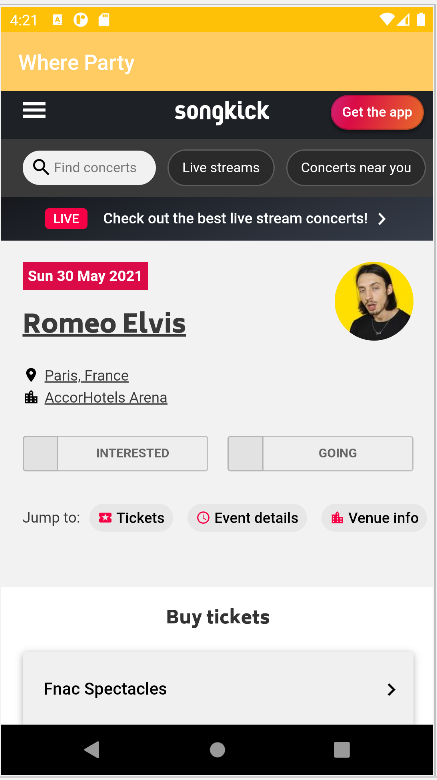 4:21
Where Party
songkick
Get the app
Find concerts
Live streams
Concerts near you
LIVE Check out the best live stream concerts!
Sun 30 May 2021
Romeo Elvis
Paris, France
AccorHotels Arena
INTERESTED
GOING
Jump to: Tickets Event details Venue info
Buy tickets
Fnac Spectacles